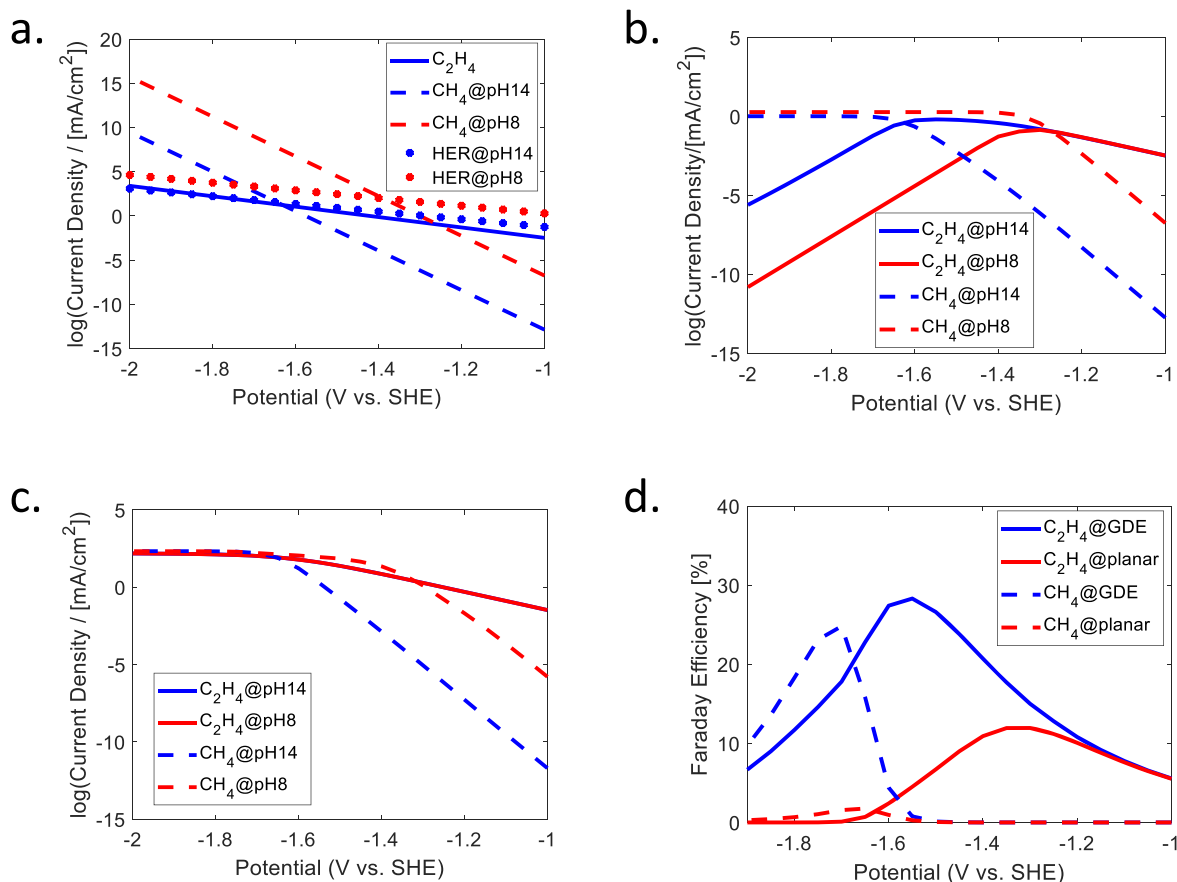 a.
20
15
10
5
0
-5
-10
-15
log(Current Density / [mA/cm²])
C₂H₄
CH₄@pH14
CH₄@pH8
HER@pH14
HER@pH8
-2 -1.8 -1.6 -1.4 -1.2 -1
Potential (V vs. SHE)
b.
5
0
-5
-10
-15
log(Current Density/[mA/cm²])
C₂H₄@pH14
C₂H₄@pH8
CH₄@pH14
CH₄@pH8
-2 -1.8 -1.6 -1.4 -1.2 -1
Potential (V vs. SHE)
c.
5
0
-5
-10
-15
log(Current Density / [mA/cm²])
C₂H₄@pH14
C₂H₄@pH8
CH₄@pH14
CH₄@pH8
-2 -1.8 -1.6 -1.4 -1.2 -1
Potential (V vs. SHE)
d.
40
30
20
10
0
Faraday Efficiency [%]
C₂H₄@GDE
C₂H₄@planar
CH₄@GDE
CH₄@planar
-1.8 -1.6 -1.4 -1.2 -1
Potential (V vs. SHE)